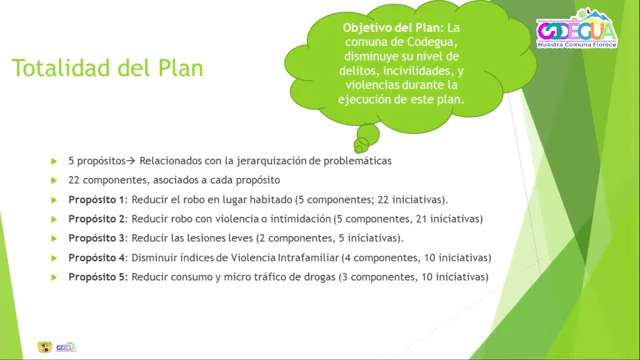 Objetivo del Plan: La
comuna de Codegua,
disminuye su nivel de
delitos, incivilidades, y
violencias durante la
ejecución de este plan.
CODEGUA
Nuestra Comuna Florece
Totalidad del Plan
5 propósitos→ Relacionados con la jerarquización de problemáticas
22 componentes, asociados a cada propósito
Propósito 1: Reducir el robo en lugar habitado (5 componentes; 22 iniciativas).
Propósito 2: Reducir robo con violencia o intimidación (5 componentes, 21 iniciativas)
Propósito 3: Reducir las lesiones leves (2 componentes, 5 iniciativas).
Propósito 4: Disminuir índices de Violencia Intrafamiliar (4 componentes, 10 iniciativas)
Propósito 5: Reducir consumo y micro tráfico de drogas (3 componentes, 10 iniciativas)
CODEGUA